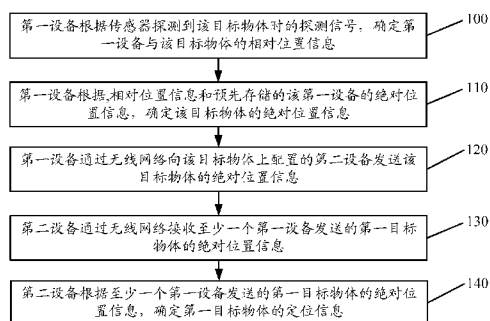 第一设备根据传感器探测到该目标物体时的探测信号，确定第
一设备与该目标物体的相对位置信息
100
第一设备根据相对位置信息和预先存储的该第一设备的绝对位
置信息，确定该目标物体的绝对位置信息
110
第一设备通过无线网络向该目标物体上配置的第二设备发送该
目标物体的绝对位置信息
120
第二设备通过无线网络接收至少一个第一设备发送的第一目标
物体的绝对位置信息
130
第二设备根据至少一个第一设备发送的第一目标物体的绝对位
置信息，确定第一目标物体的定位信息
140